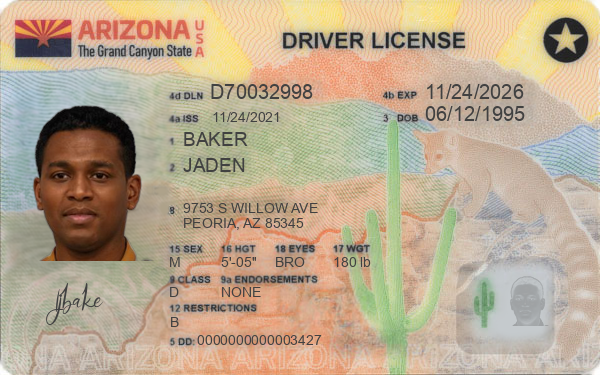 ARIZONA USA
The Grand Canyon State
DRIVER LICENSE
4d DLN D70032998
4b EXP 11/24/2026
4a ISS 11/24/2021
3 DOB 06/12/1995
1 BAKER
2 JADEN
8 9753 S WILLOW AVE
PEORIA, AZ 85345
15 SEX 16 HGT 18 EYES 17 WGT
M 5'-05" BRO 180 lb
9 CLASS 9a ENDORSEMENTS
D NONE
12 RESTRICTIONS
B
jbake
5 DD: 0000000000003427
ONA ARIZONA ARIZONA ARIZONA ARIZONA ARIZON